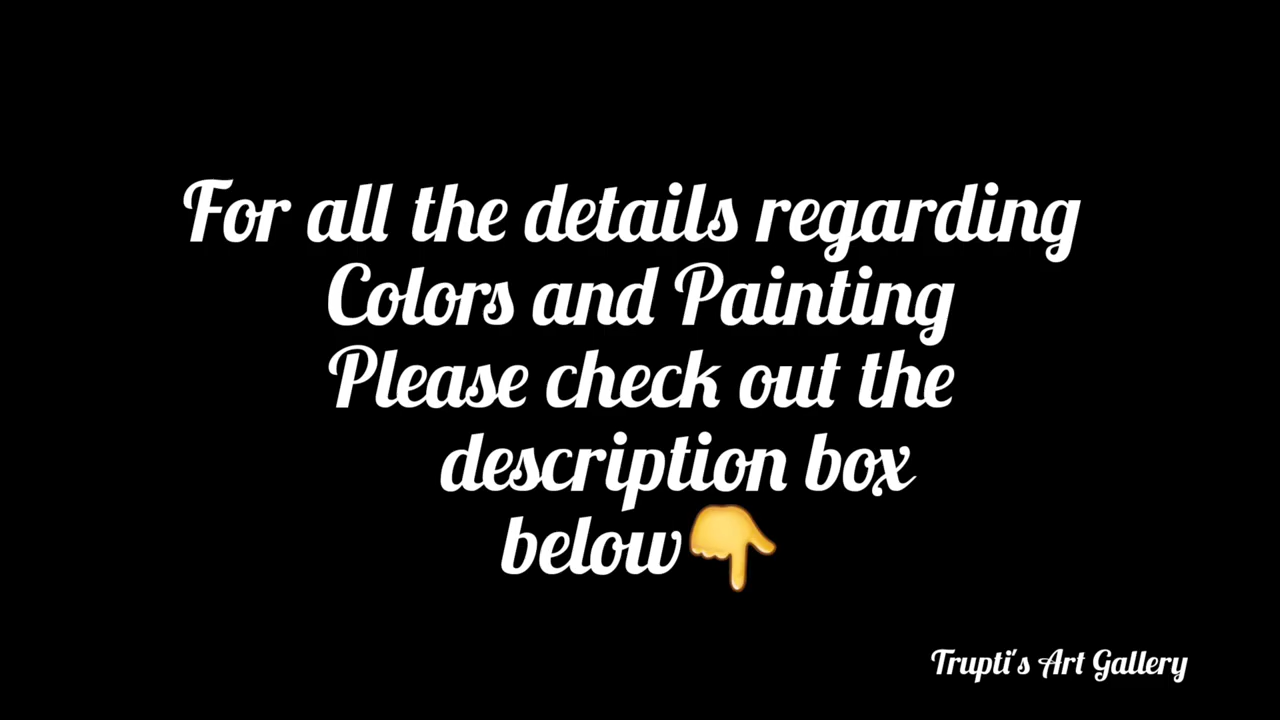 For all the details regarding
Colors and Painting
Please check out the
description box
below👇
Trupti's Art Gallery